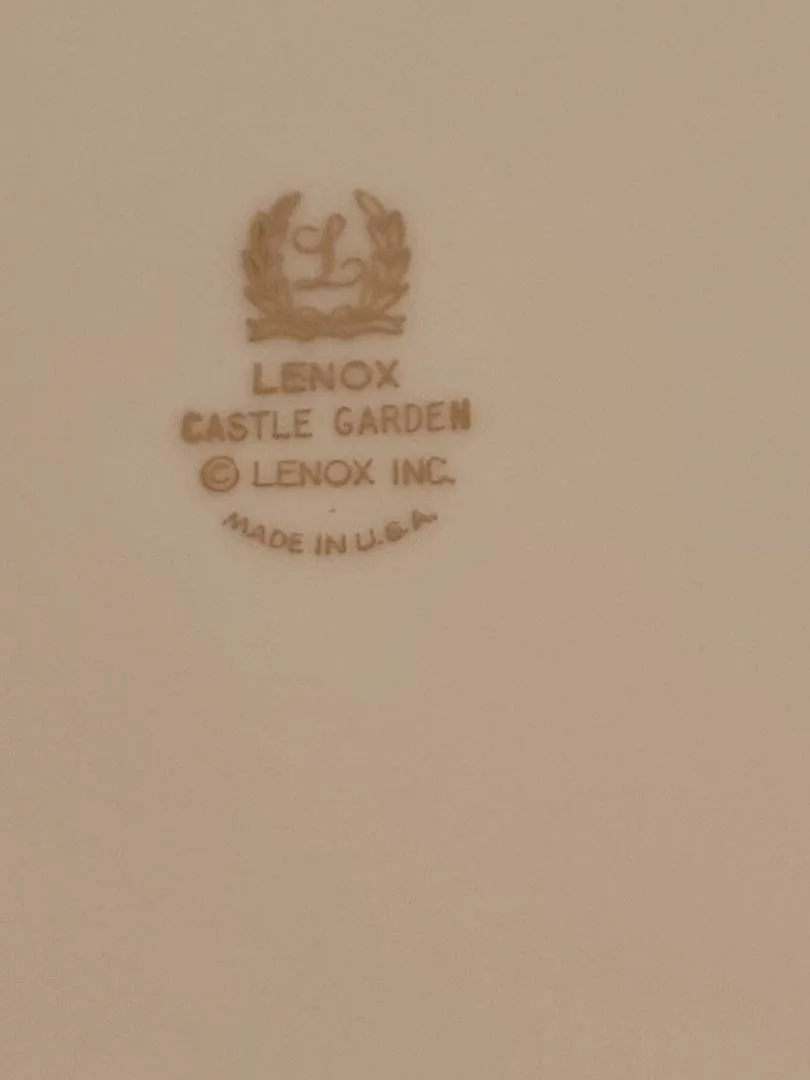 L
LENOX
CASTLE GARDEN
© LENOX INC.
MADE IN U.S.A.